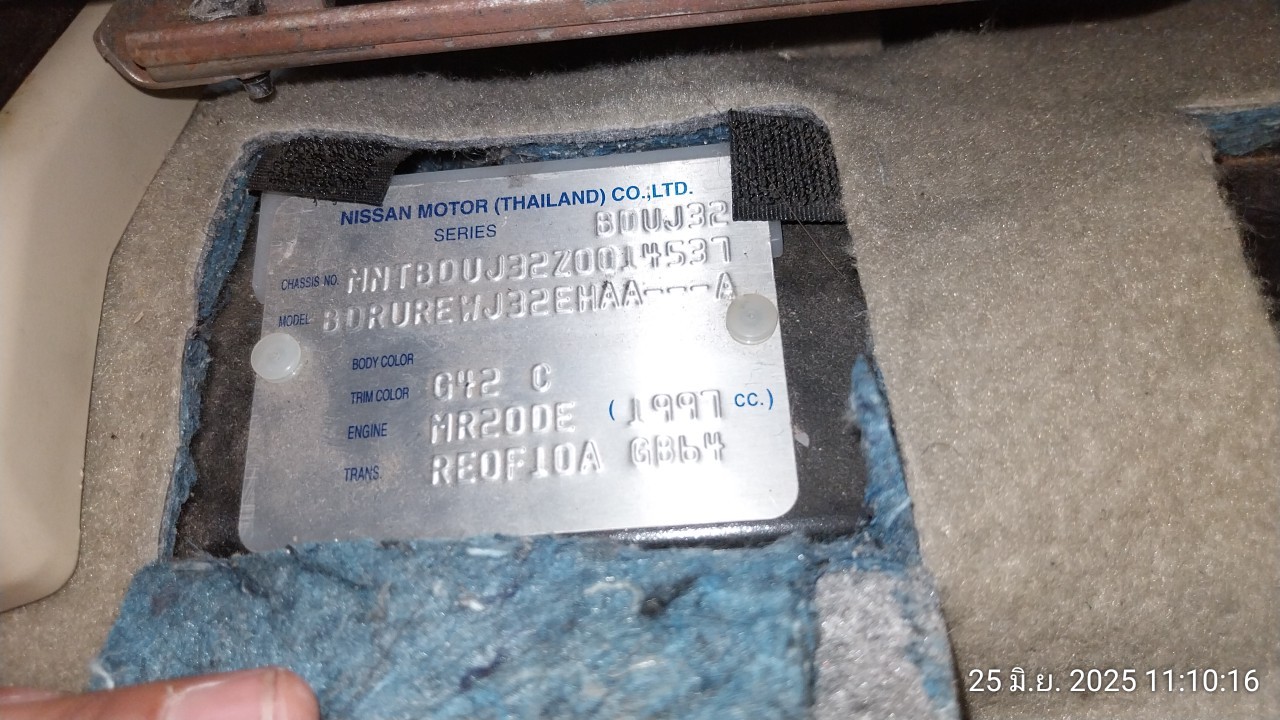 NISSAN MOTOR (THAILAND) CO.,LTD.
SERIES BDUJ32
CHASSIS NO. MNTBDUJ32Z0014537
MODEL BDRUREWJ32EHAA---A
BODY COLOR
TRIM COLOR G42 C
ENGINE MR20DE (1997 CC.)
TRANS. RE0F10A GB64
25 มิ.ย. 2025 11:10:16